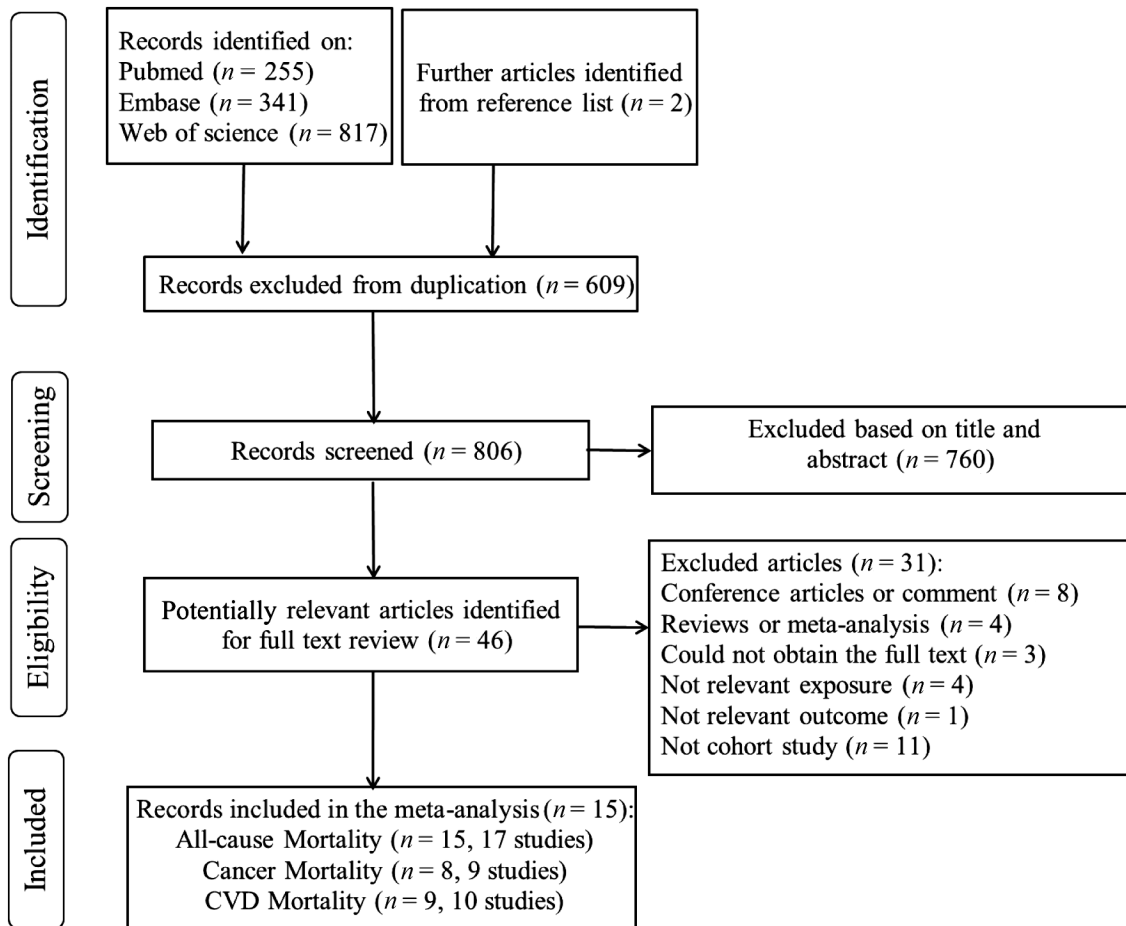 Identification
Records identified on:
Pubmed (n = 255)
Embase (n = 341)
Web of science (n = 817)
Further articles identified
from reference list (n = 2)
Records excluded from duplication (n = 609)
Screening
Records screened (n = 806)
Excluded based on title and
abstract (n = 760)
Eligibility
Potentially relevant articles identified
for full text review (n = 46)
Excluded articles (n = 31):
Conference articles or comment (n = 8)
Reviews or meta-analysis (n = 4)
Could not obtain the full text (n = 3)
Not relevant exposure (n = 4)
Not relevant outcome (n = 1)
Not cohort study (n = 11)
Included
Records included in the meta-analysis (n = 15):
All-cause Mortality (n = 15, 17 studies)
Cancer Mortality (n = 8, 9 studies)
CVD Mortality (n = 9, 10 studies)